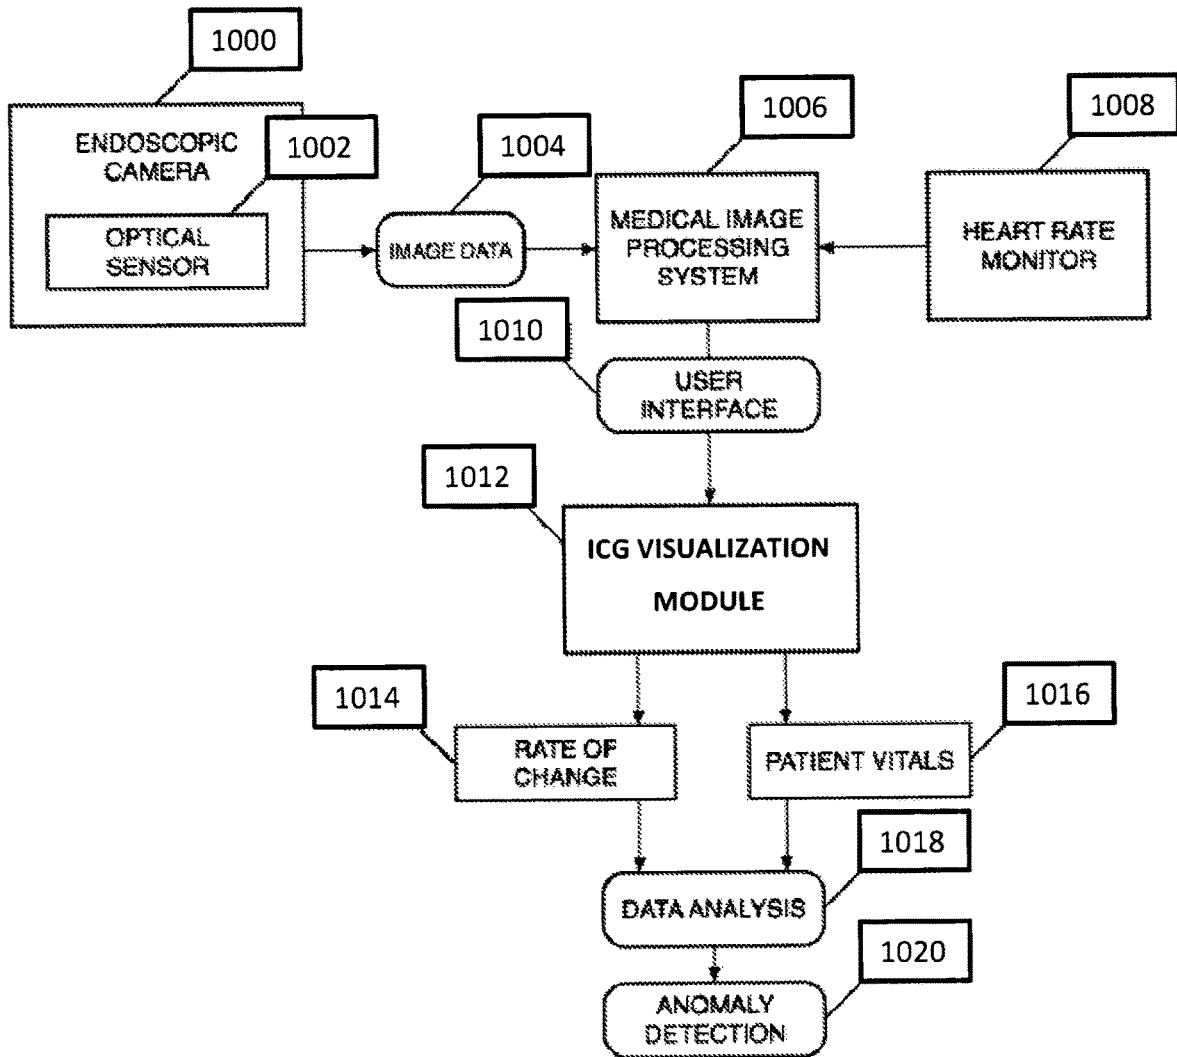 1000
ENDOSCOPIC
CAMERA
1002
OPTICAL
SENSOR
1004
IMAGE DATA
1006
MEDICAL IMAGE
PROCESSING
SYSTEM
1008
HEART RATE
MONITOR
1010
USER
INTERFACE
1012
ICG VISUALIZATION
MODULE
1014
RATE OF
CHANGE
1016
PATIENT VITALS
1018
DATA ANALYSIS
1020
ANOMALY
DETECTION